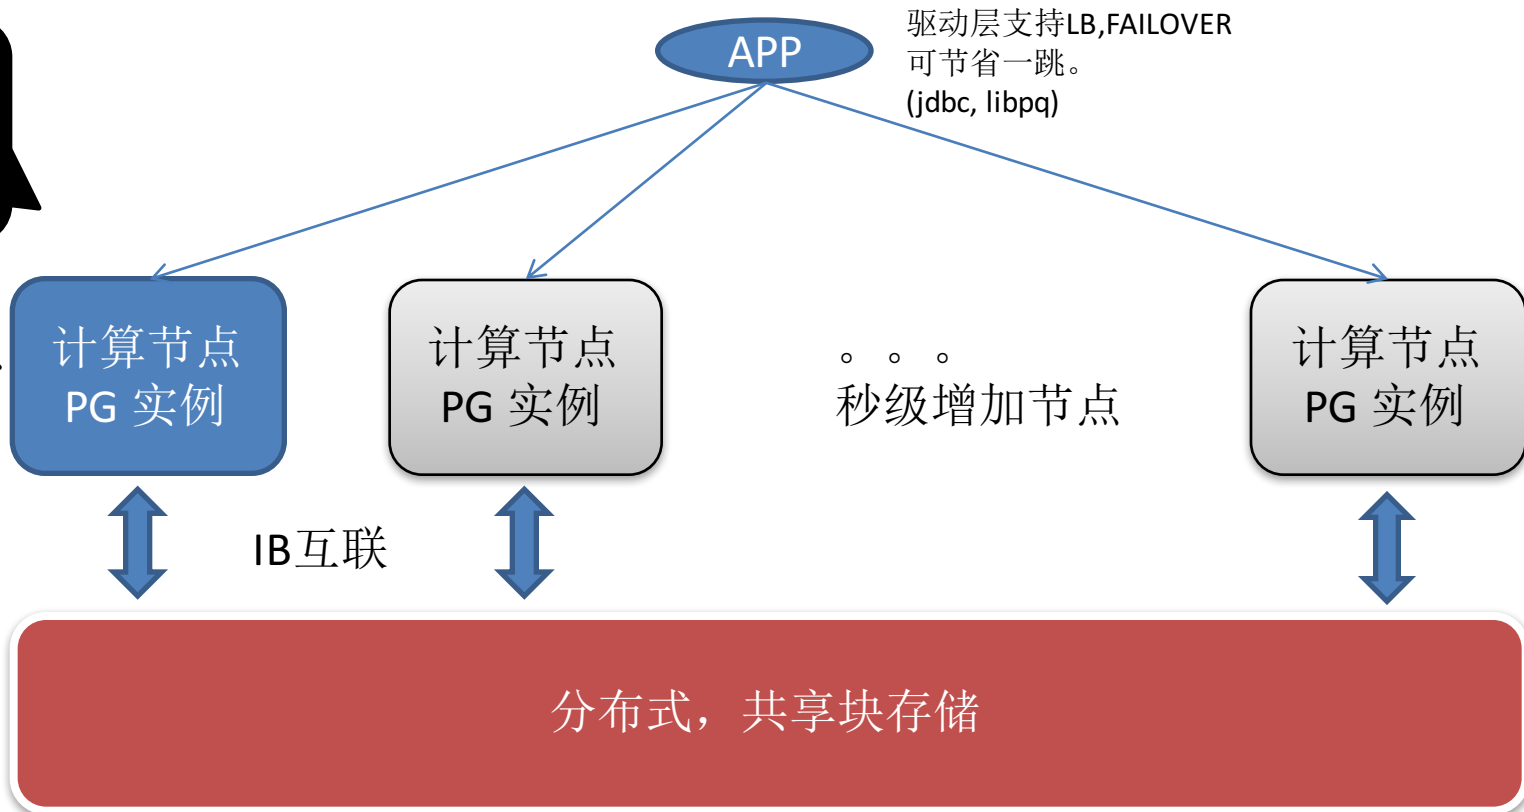 APP
驱动层支持LB,FAILOVER
可节省一跳。
(jdbc, libpq)
计算节点
PG 实例
计算节点
PG 实例
。。。
秒级增加节点
计算节点
PG 实例
IB互联
分布式，共享块存储